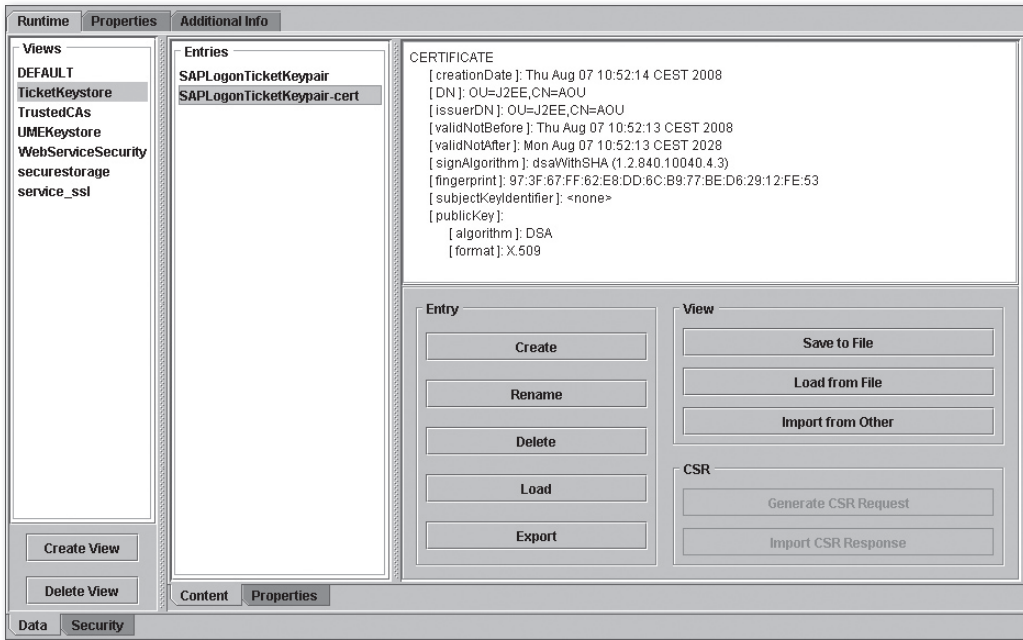 Runtime Properties Additional Info
Views
DEFAULT
TicketKeystore
TrustedCAs
UMEKeystore
WebServiceSecurity
securestorage
service_ssl
Create View
Delete View
Entries
SAPLogonTicketKeypair
SAPLogonTicketKeypair-cert
CERTIFICATE
[ creationDate ]: Thu Aug 07 10:52:14 CEST 2008
[ DN ]: OU=J2EE,CN=AOU
[ issuerDN ]: OU=J2EE,CN=AOU
[ validNotBefore ]: Thu Aug 07 10:52:13 CEST 2008
[ validNotAfter ]: Mon Aug 07 10:52:13 CEST 2028
[ signAlgorithm ]: dsaWithSHA (1.2.840.10040.4.3)
[ fingerprint ]: 97:3F:67:FF:62:E8:DD:6C:B9:77:BE:D6:29:12:FE:53
[ subjectKeyIdentifier ]: <none>
[ publicKey ]:
[ algorithm ]: DSA
[ format ]: X.509
Entry
Create
Rename
Delete
Load
Export
View
Save to File
Load from File
Import from Other
CSR
Generate CSR Request
Import CSR Response
Content Properties
Data Security